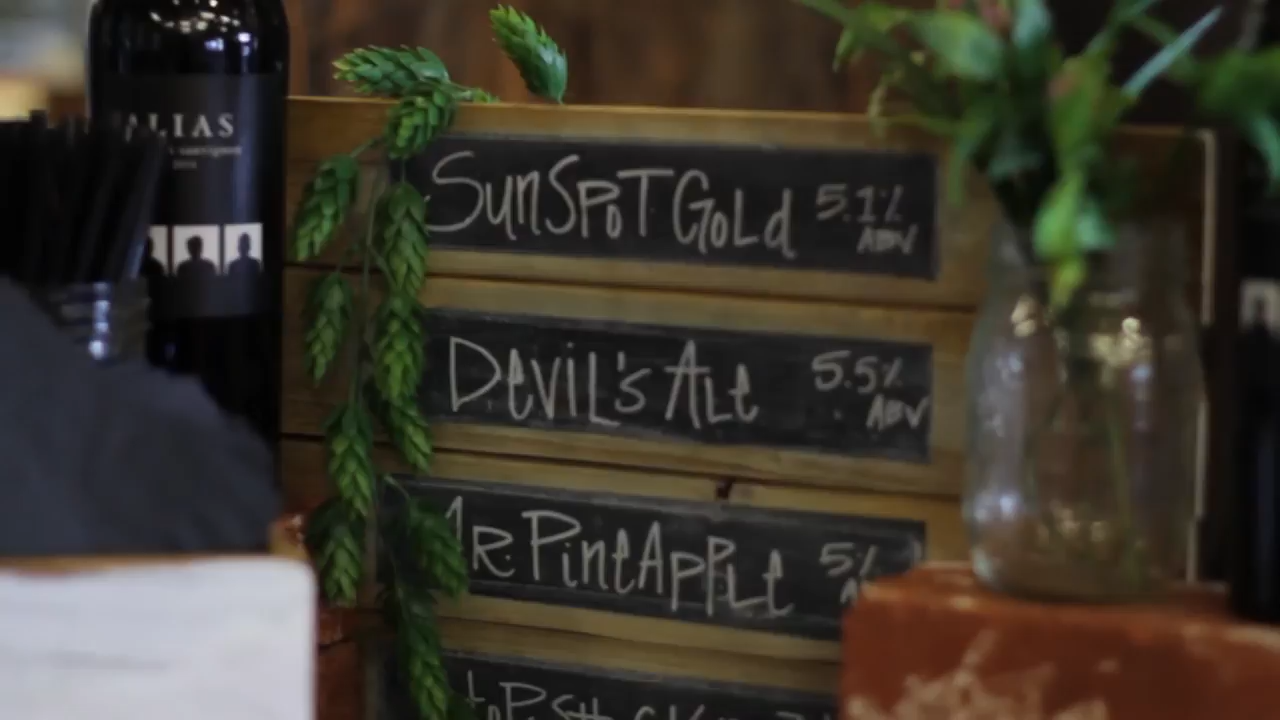 ALIAS
SunSpoT Gold 5.1%
ABV
Devil's Ale 5.5%
ABV
Mr. Pineapple 5%